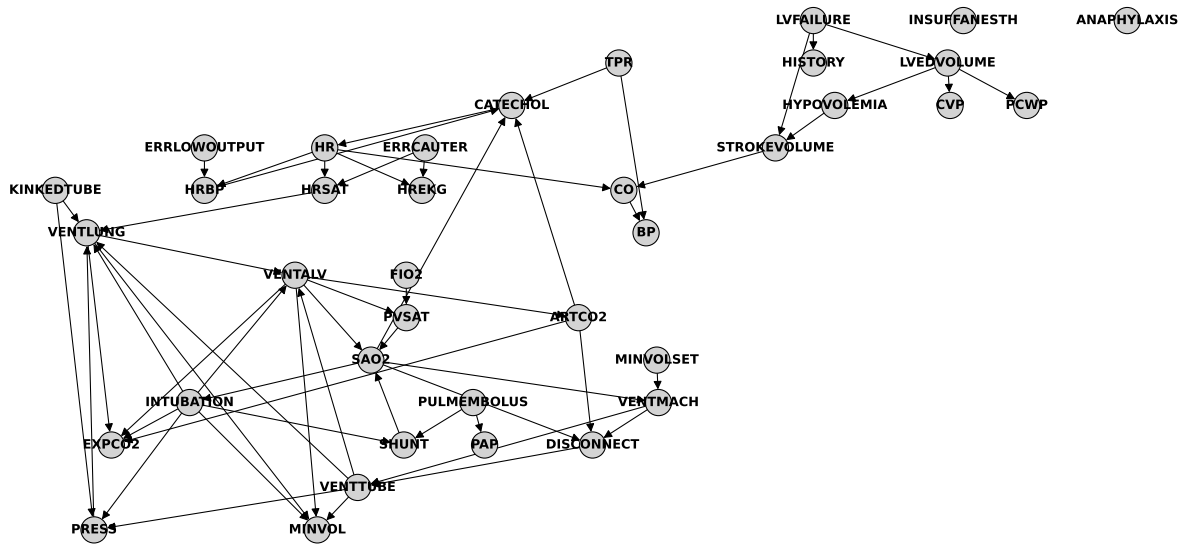 LVFAILURE INSUFFANESTH ANAPHYLAXIS
TPR HISTORY LVEDVOLUME
CATECHOL HYPOVOLEMIA CVP PCWP
ERRLOWOUTPUT HR ERRCAUTER STROKEVOLUME
KINKEDTUBE HRBP HRSAT HREKG CO
VENTLUNG BP
VENTALV FIO2
PVSAT ARTCO2
SAO2 MINVOLSET
INTUBATION PULMEMBOLUS VENTMACH
EXPCO2 SHUNT PAP DISCONNECT
VENTTUBE
PRESS MINVOL